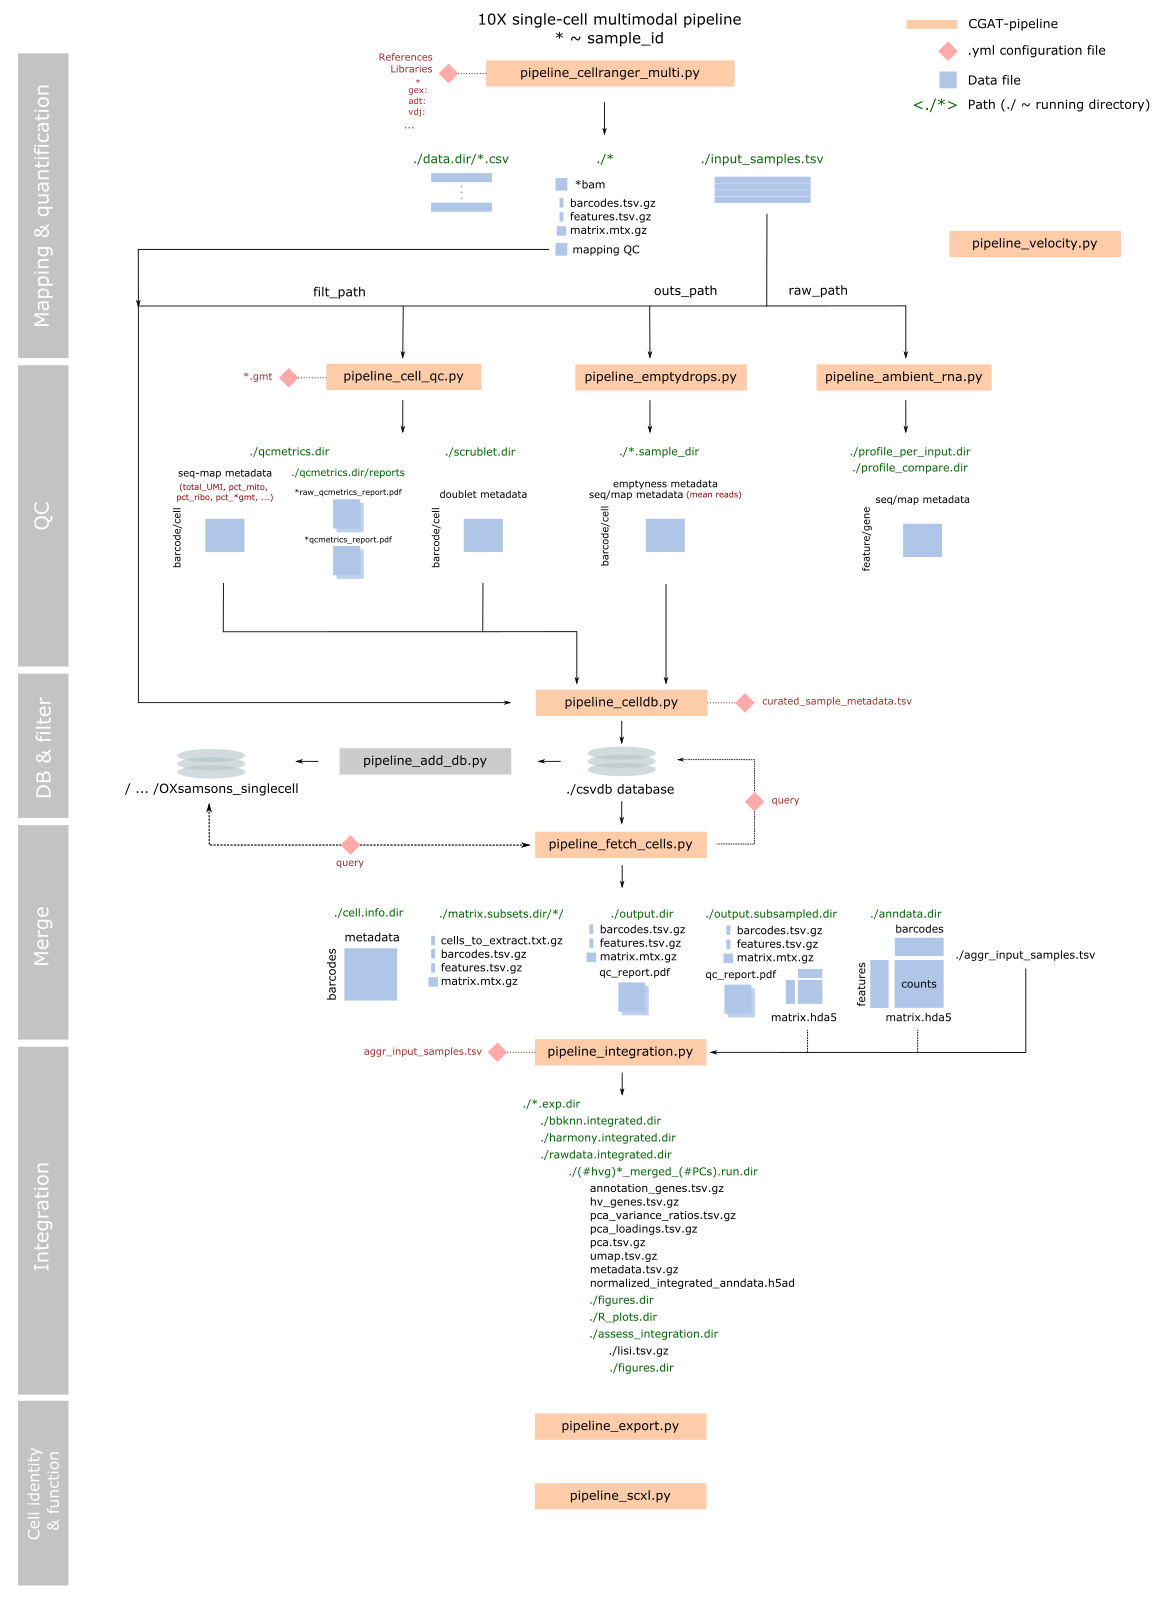 10X single-cell multimodal pipeline
* ~ sample_id
CGAT-pipeline
.yml configuration file
Data file
<./*> Path (./ ~ running directory)
Mapping & quantification
References
Libraries
*
gex:
adt:
vdj:
...
pipeline_cellranger_multi.py
./data.dir/*.csv
./*
./input_samples.tsv
*bam
barcodes.tsv.gz
features.tsv.gz
matrix.mtx.gz
mapping QC
pipeline_velocity.py
filt_path
outs_path
raw_path
QC
*.gmt
pipeline_cell_qc.py
pipeline_emptydrops.py
pipeline_ambient_rna.py
./qcmetrics.dir
seq-map metadata
(total_UMI, pct_mito,
pct_ribo, pct_*gmt, ...)
barcode/cell
./qcmetrics.dir/reports
*raw_qcmetrics_report.pdf
*qcmetrics_report.pdf
./scrublet.dir
doublet metadata
barcode/cell
./*.sample_dir
emptyness metadata
seq/map metadata (mean reads)
barcode/cell
./profile_per_input.dir
./profile_compare.dir
seq/map metadata
feature/gene
DB & filter
pipeline_celldb.py
curated_sample_metadata.tsv
/ ... /OXsamsons_singlecell
pipeline_add_db.py
./csvdb database
query
Merge
query
pipeline_fetch_cells.py
./cell.info.dir
metadata
barcodes
./matrix.subsets.dir/*/
cells_to_extract.txt.gz
barcodes.tsv.gz
features.tsv.gz
matrix.mtx.gz
./output.dir
barcodes.tsv.gz
features.tsv.gz
matrix.mtx.gz
qc_report.pdf
./output.subsampled.dir
barcodes.tsv.gz
features.tsv.gz
matrix.mtx.gz
qc_report.pdf
matrix.hda5
./anndata.dir
barcodes
features
counts
matrix.hda5
./aggr_input_samples.tsv
Integration
aggr_input_samples.tsv
pipeline_integration.py
./*.exp.dir
./bbknn.integrated.dir
./harmony.integrated.dir
./rawdata.integrated.dir
./(#hvg)*_merged_(#PCs).run.dir
annotation_genes.tsv.gz
hv_genes.tsv.gz
pca_variance_ratios.tsv.gz
pca_loadings.tsv.gz
pca.tsv.gz
umap.tsv.gz
metadata.tsv.gz
normalized_integrated_anndata.h5ad
./figures.dir
./R_plots.dir
./assess_integration.dir
./lisi.tsv.gz
./figures.dir
Cell identity
& function
pipeline_export.py
pipeline_scxl.py